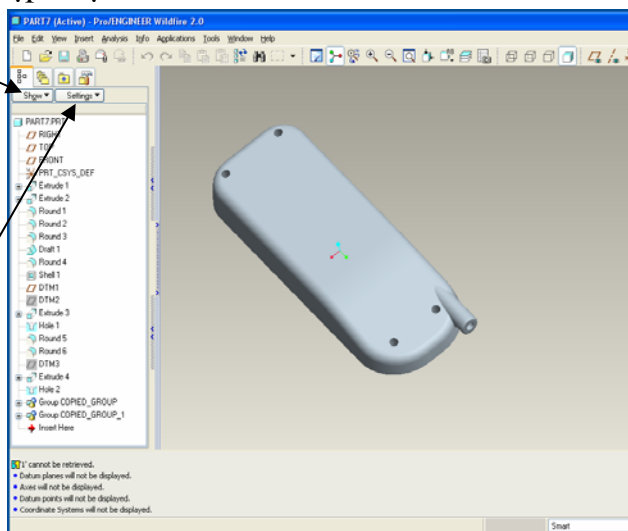 PART7 (Active) - Pro/ENGINEER Wildfire 2.0
File Edit View Insert Analysis Info Applications Tools Window Help
Show Settings
PART7.PRT
RIGHT
TOP
FRONT
PRT_CSYS_DEF
Extrude 1
Extrude 2
Round 1
Round 2
Round 3
Draft 1
Round 4
Shell 1
DTM1
DTM2
Extrude 3
Hole 1
Round 5
Round 6
DTM3
Extrude 4
Hole 2
Group COPIED_GROUP
Group COPIED_GROUP_1
Insert Here
'1' cannot be retrieved.
• Datum planes will not be displayed.
• Axes will not be displayed.
• Datum points will not be displayed.
• Coordinate Systems will not be displayed.
Smart